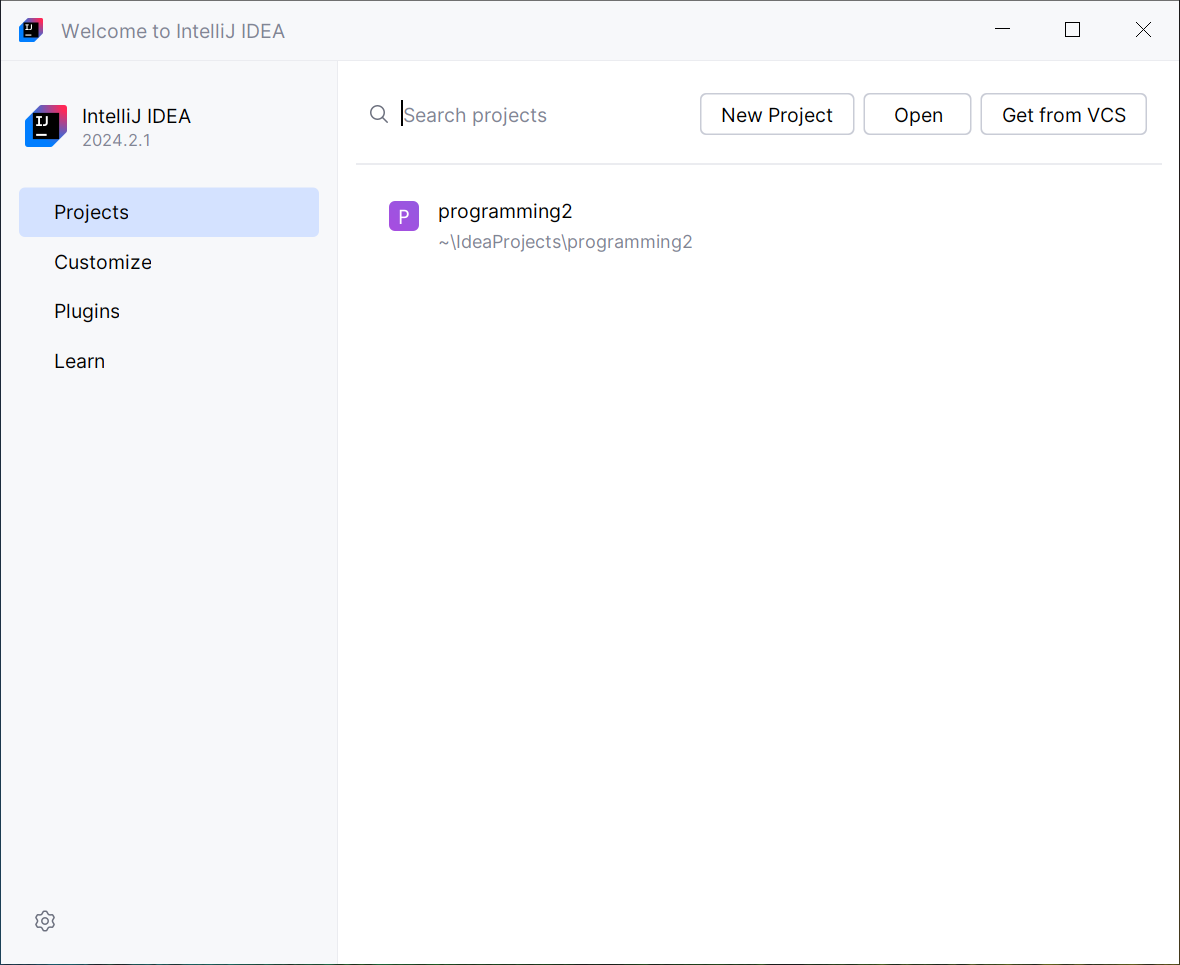 Welcome to IntelliJ IDEA
IntelliJ IDEA
2024.2.1
Projects
Customize
Plugins
Learn
Search projects
New Project
Open
Get from VCS
P
programming2
~\IdeaProjects\programming2